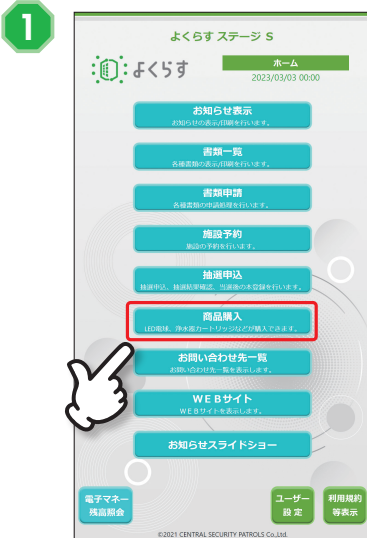 1
よくらす ステージ S
よくらす
ホーム
2023/03/03 00:00
お知らせ表示
お知らせの表示/印刷を行います。
書類一覧
各種書類の表示/印刷を行います。
書類申請
各種書類の申請処理を行います。
施設予約
施設の予約を行います。
抽選申込
抽選申込、抽選結果確認、当選後の本登録を行います。
商品購入
LED電球、浄水器カートリッジなどが購入できます。
お問い合わせ先一覧
お問い合わせ先一覧を表示します。
WEBサイト
WEBサイトを表示します。
お知らせスライドショー
電子マネー
残高照会
ユーザー
設 定
利用規約
等表示
©2021 CENTRAL SECURITY PATROLS Co.,Ltd.